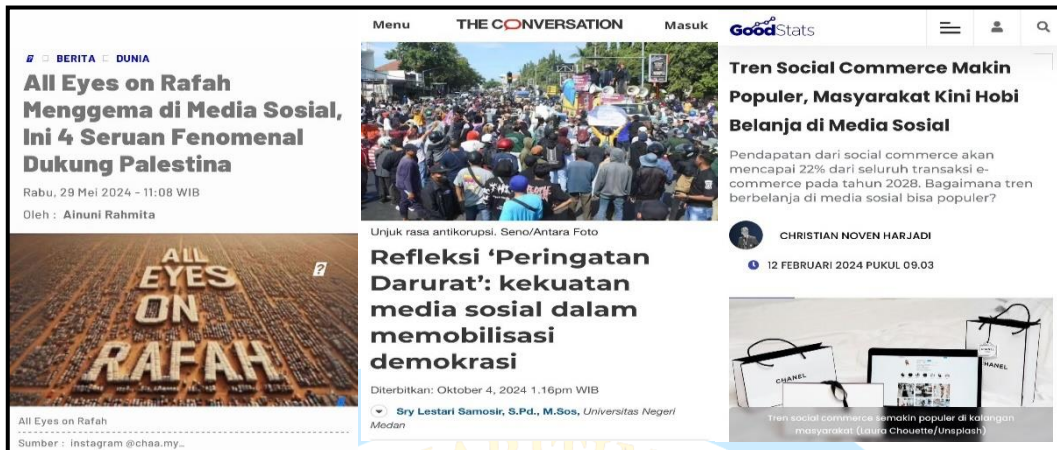 BERITA DUNIA
All Eyes on Rafah
Menggema di Media Sosial,
Ini 4 Seruan Fenomenal
Dukung Palestina
Rabu, 29 Mei 2024 - 11:08 WIB
Oleh : Ainuni Rahmita
ALL
EYES
ON
RAFAH
All Eyes on Rafah
Sumber : instagram @chaa.my_
Menu THE CONVERSATION Masuk
Unjuk rasa antikorupsi. Seno/Antara Foto
Refleksi ‘Peringatan
Darurat’: kekuatan
media sosial dalam
memobilisasi
demokrasi
Diterbitkan: Oktober 4, 2024 1.16pm WIB
Sry Lestari Samosir, S.Pd., M.Sos, Universitas Negeri
Medan
GoodStats
Tren Social Commerce Makin
Populer, Masyarakat Kini Hobi
Belanja di Media Sosial
Pendapatan dari social commerce akan
mencapai 22% dari seluruh transaksi e-
commerce pada tahun 2028. Bagaimana tren
berbelanja di media sosial bisa populer?
CHRISTIAN NOVEN HARJADI
12 FEBRUARI 2024 PUKUL 09.03
CHANEL
CHANEL
Tren social commerce semakin populer di kalangan
masyarakat (Laura Chouette/Unsplash)